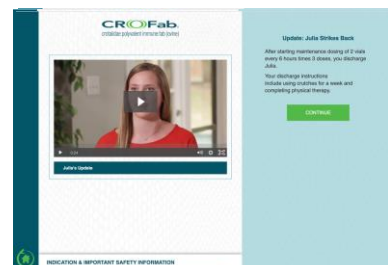 CROFab
crotalidae polyvalent immune fab (ovine)
Julia's Update
Update: Julia Strikes Back
After starting maintenance dosing of 2 vials
every 6 hours times 3 doses, you discharge
Julia.
Your discharge instructions
include using crutches for a week and
completing physical therapy.
CONTINUE
INDICATION & IMPORTANT SAFETY INFORMATION